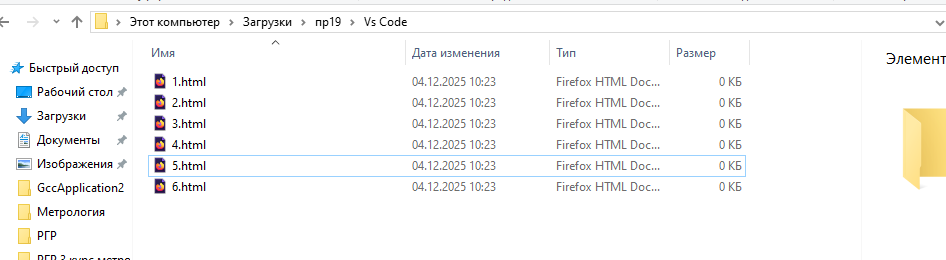 Этот компьютер > Загрузки > пр19 > Vs Code
Имя Дата изменения Тип Размер
Элемент
Быстрый доступ
Рабочий стол
Загрузки
Документы
Изображения
GccApplication2
Метрология
РГР
РГР 3 курс метро
1.html 04.12.2025 10:23 Firefox HTML Doc... 0 КБ
2.html 04.12.2025 10:23 Firefox HTML Doc... 0 КБ
3.html 04.12.2025 10:23 Firefox HTML Doc... 0 КБ
4.html 04.12.2025 10:23 Firefox HTML Doc... 0 КБ
5.html 04.12.2025 10:23 Firefox HTML Doc... 0 КБ
6.html 04.12.2025 10:23 Firefox HTML Doc... 0 КБ